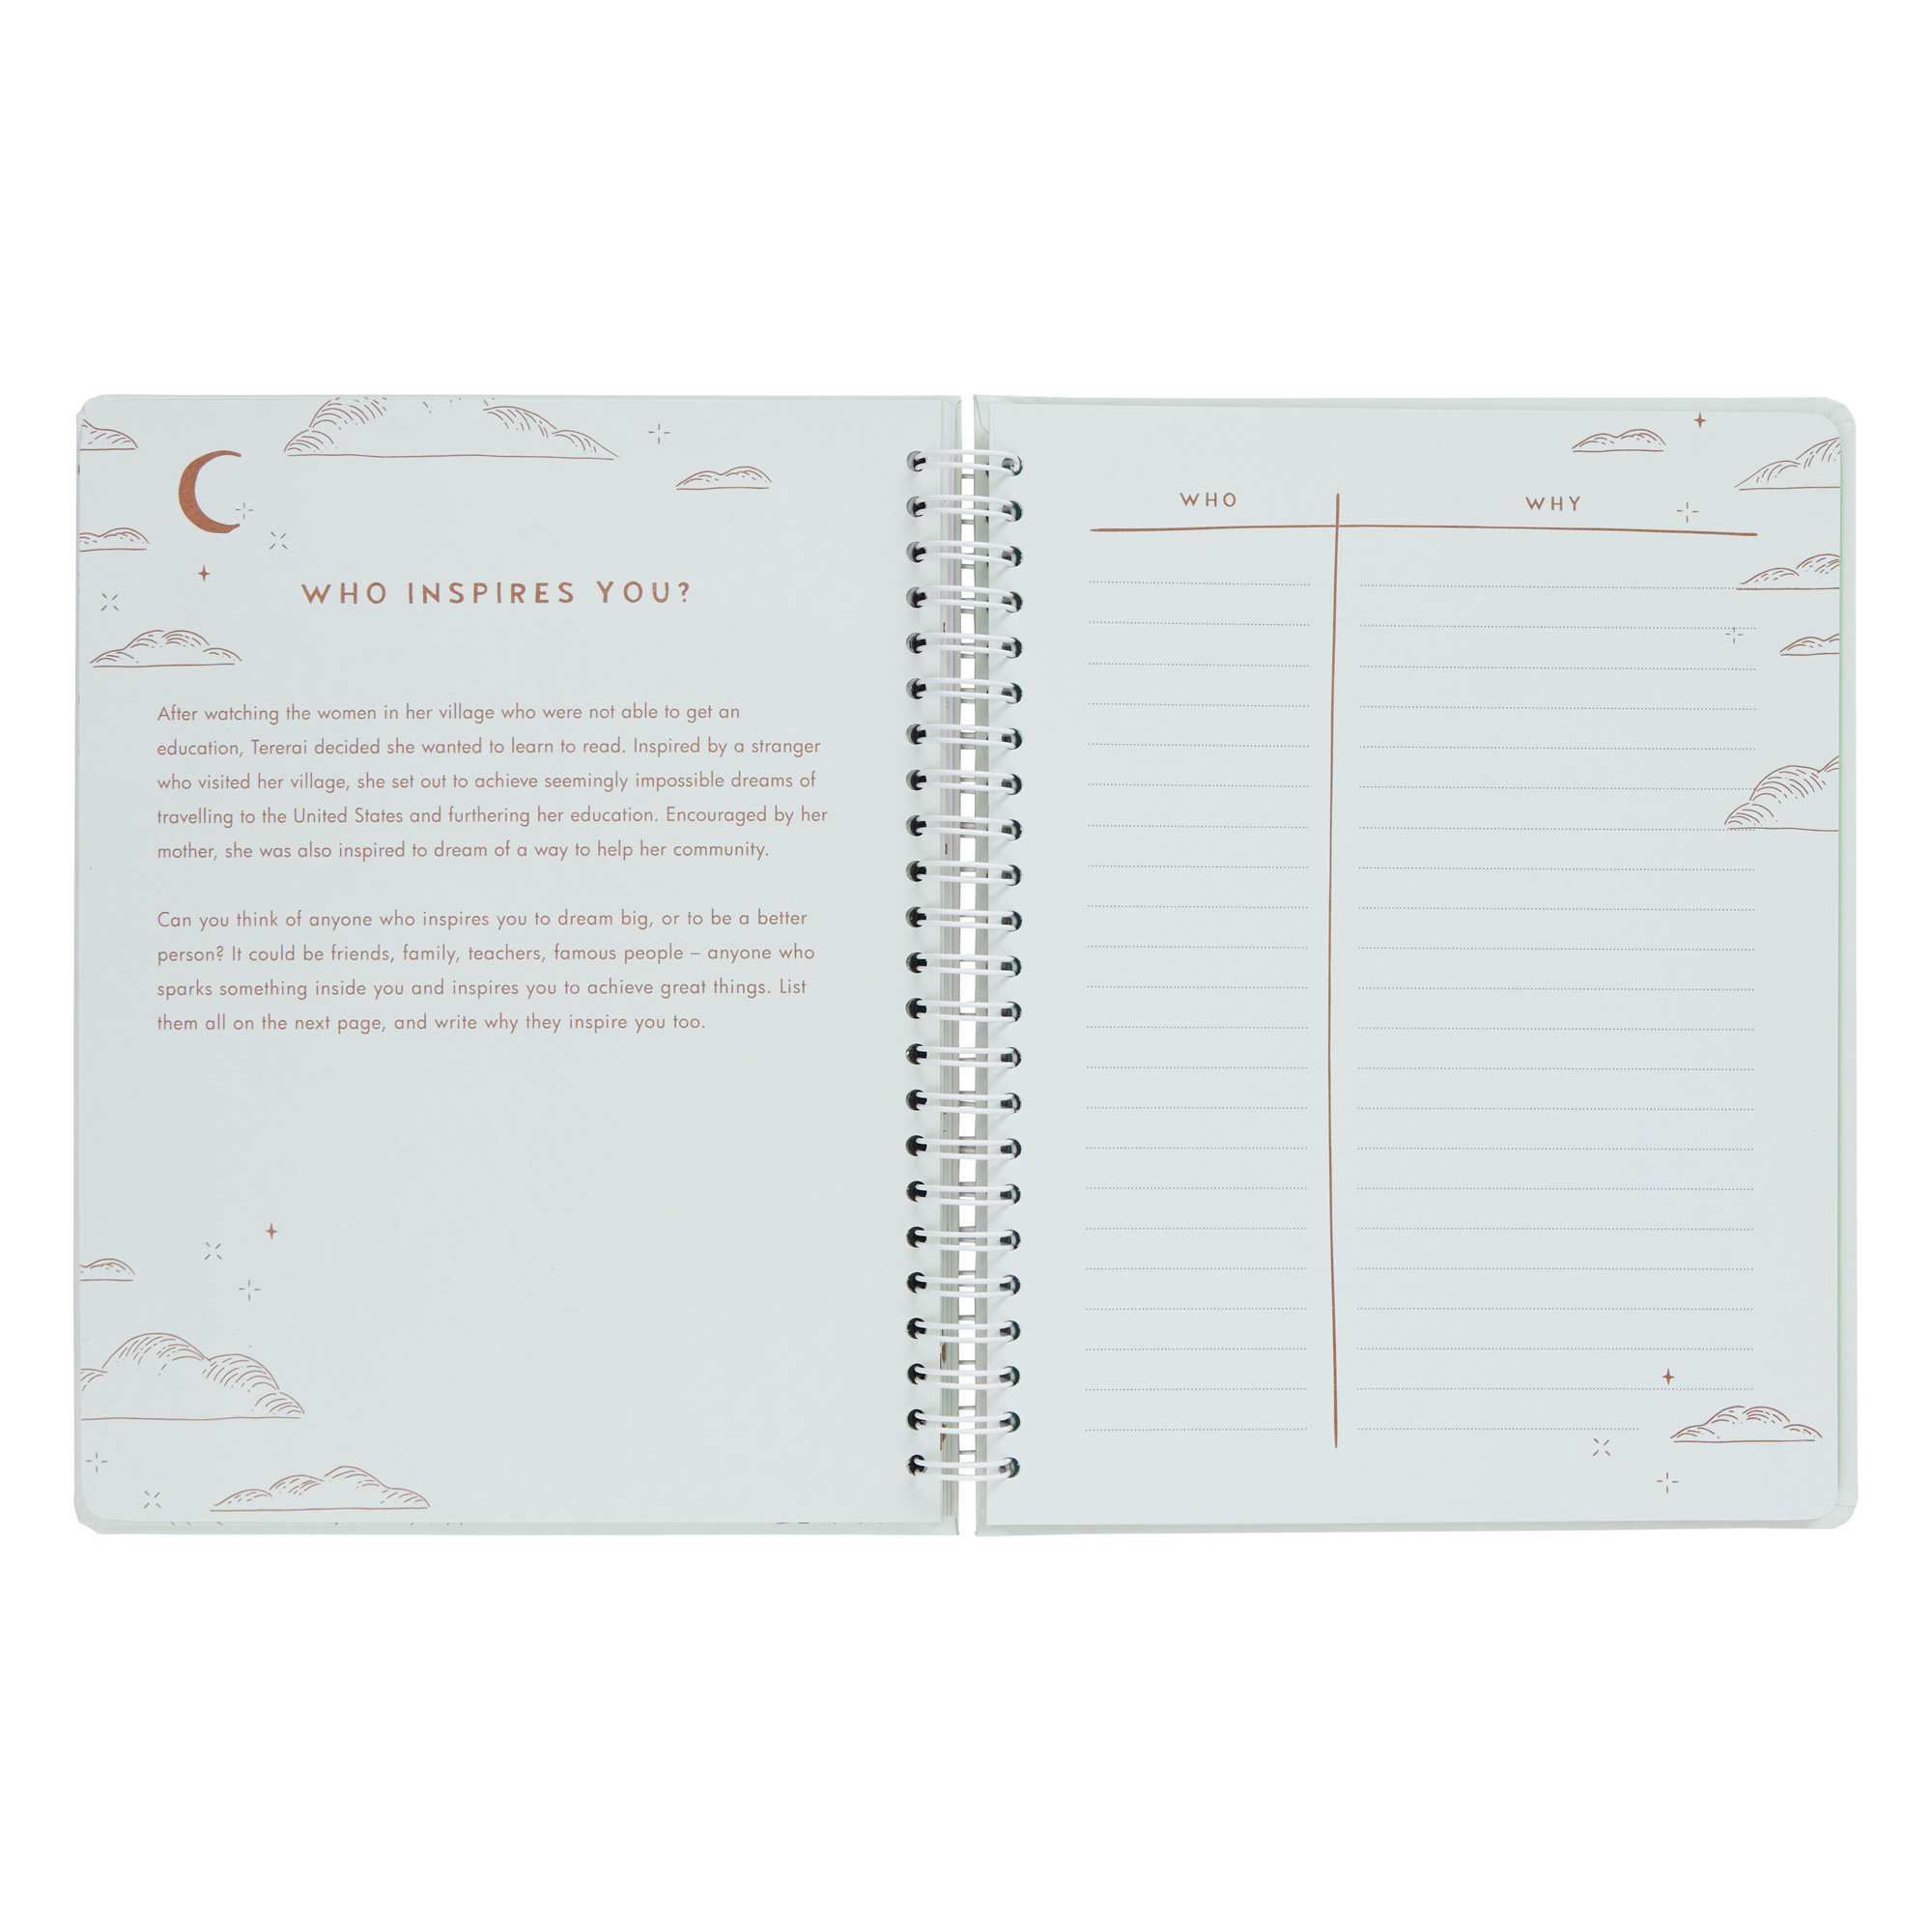 WHO INSPIRES YOU?
After watching the women in her village who were not able to get an
education, Tererai decided she wanted to learn to read. Inspired by a stranger
who visited her village, she set out to achieve seemingly impossible dreams of
travelling to the United States and furthering her education. Encouraged by her
mother, she was also inspired to dream of a way to help her community.
Can you think of anyone who inspires you to dream big, or to be a better
person? It could be friends, family, teachers, famous people – anyone who
sparks something inside you and inspires you to achieve great things. List
them all on the next page, and write why they inspire you too.
WHO WHY